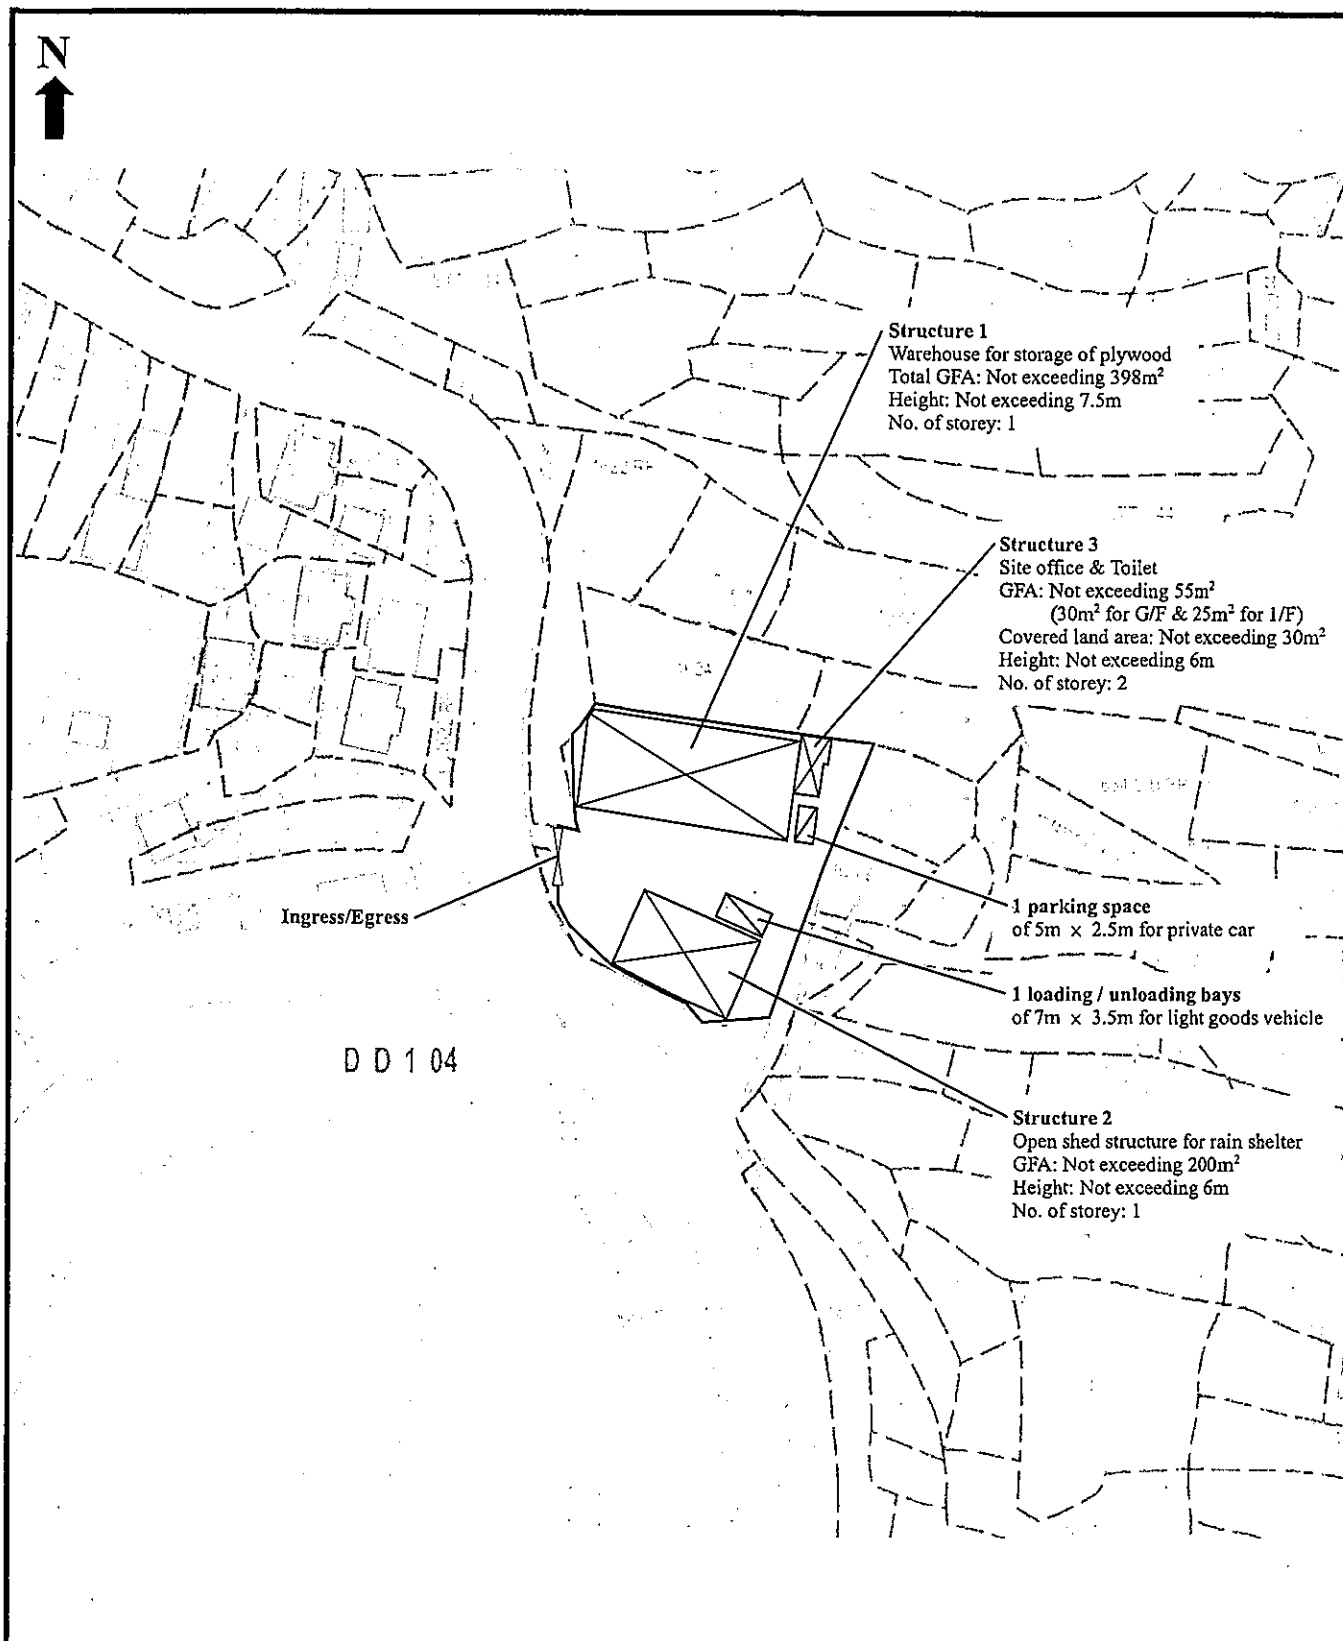 N
Structure 1
Warehouse for storage of plywood
Total GFA: Not exceeding 398m²
Height: Not exceeding 7.5m
No. of storey: 1
Structure 3
Site office & Toilet
GFA: Not exceeding 55m²
(30m² for G/F & 25m² for 1/F)
Covered land area: Not exceeding 30m²
Height: Not exceeding 6m
No. of storey: 2
Ingress/Egress
1 parking space
of 5m × 2.5m for private car
1 loading / unloading bays
of 7m × 3.5m for light goods vehicle
D D 1 04
Structure 2
Open shed structure for rain shelter
GFA: Not exceeding 200m²
Height: Not exceeding 6m
No. of storey: 1